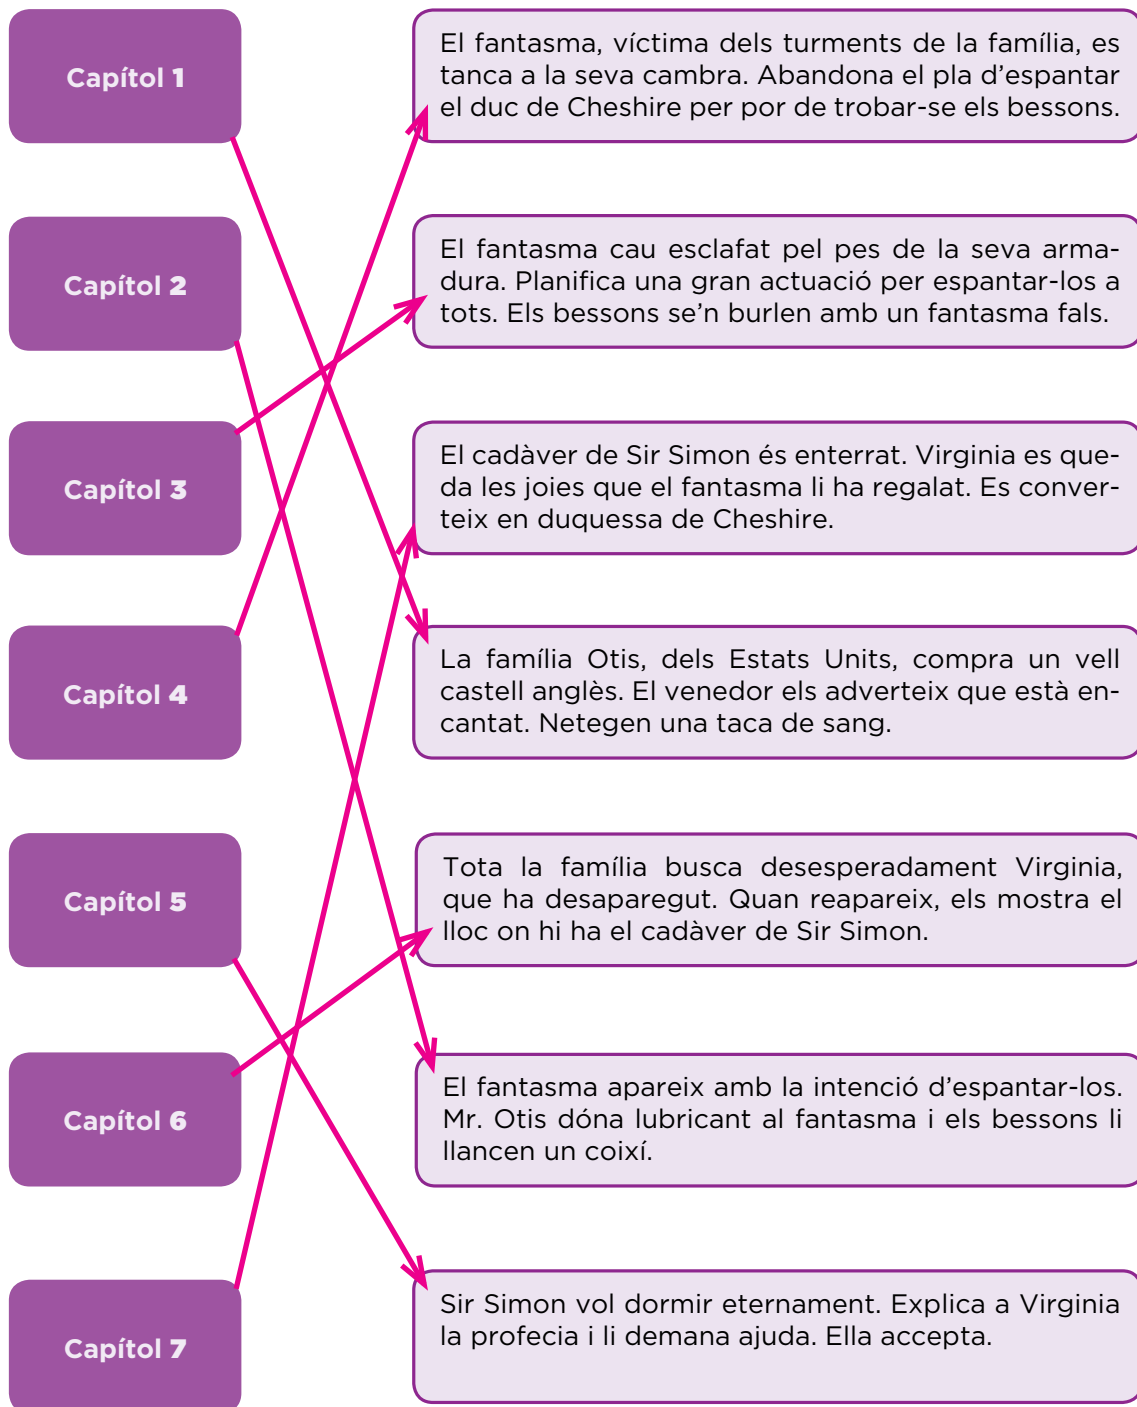 Capítol 1
El fantasma, víctima dels turments de la família, es
tanca a la seva cambra. Abandona el pla d'espantar
el duc de Cheshire per por de trobar-se els bessons.
Capítol 2
El fantasma cau esclafat pel pes de la seva arma-
dura. Planifica una gran actuació per espantar-los a
tots. Els bessons se'n burlen amb un fantasma fals.
Capítol 3
El cadàver de Sir Simon és enterrat. Virginia es que-
da les joies que el fantasma li ha regalat. Es conver-
teix en duquessa de Cheshire.
Capítol 4
La família Otis, dels Estats Units, compra un vell
castell anglès. El venedor els adverteix que està en-
cantat. Netegen una taca de sang.
Capítol 5
Tota la família busca desesperadament Virginia,
que ha desaparegut. Quan reapareix, els mostra el
lloc on hi ha el cadàver de Sir Simon.
Capítol 6
El fantasma apareix amb la intenció d'espantar-los.
Mr. Otis dóna lubricant al fantasma i els bessons li
llancen un coixí.
Capítol 7
Sir Simon vol dormir eternament. Explica a Virginia
la profecia i li demana ajuda. Ella accepta.